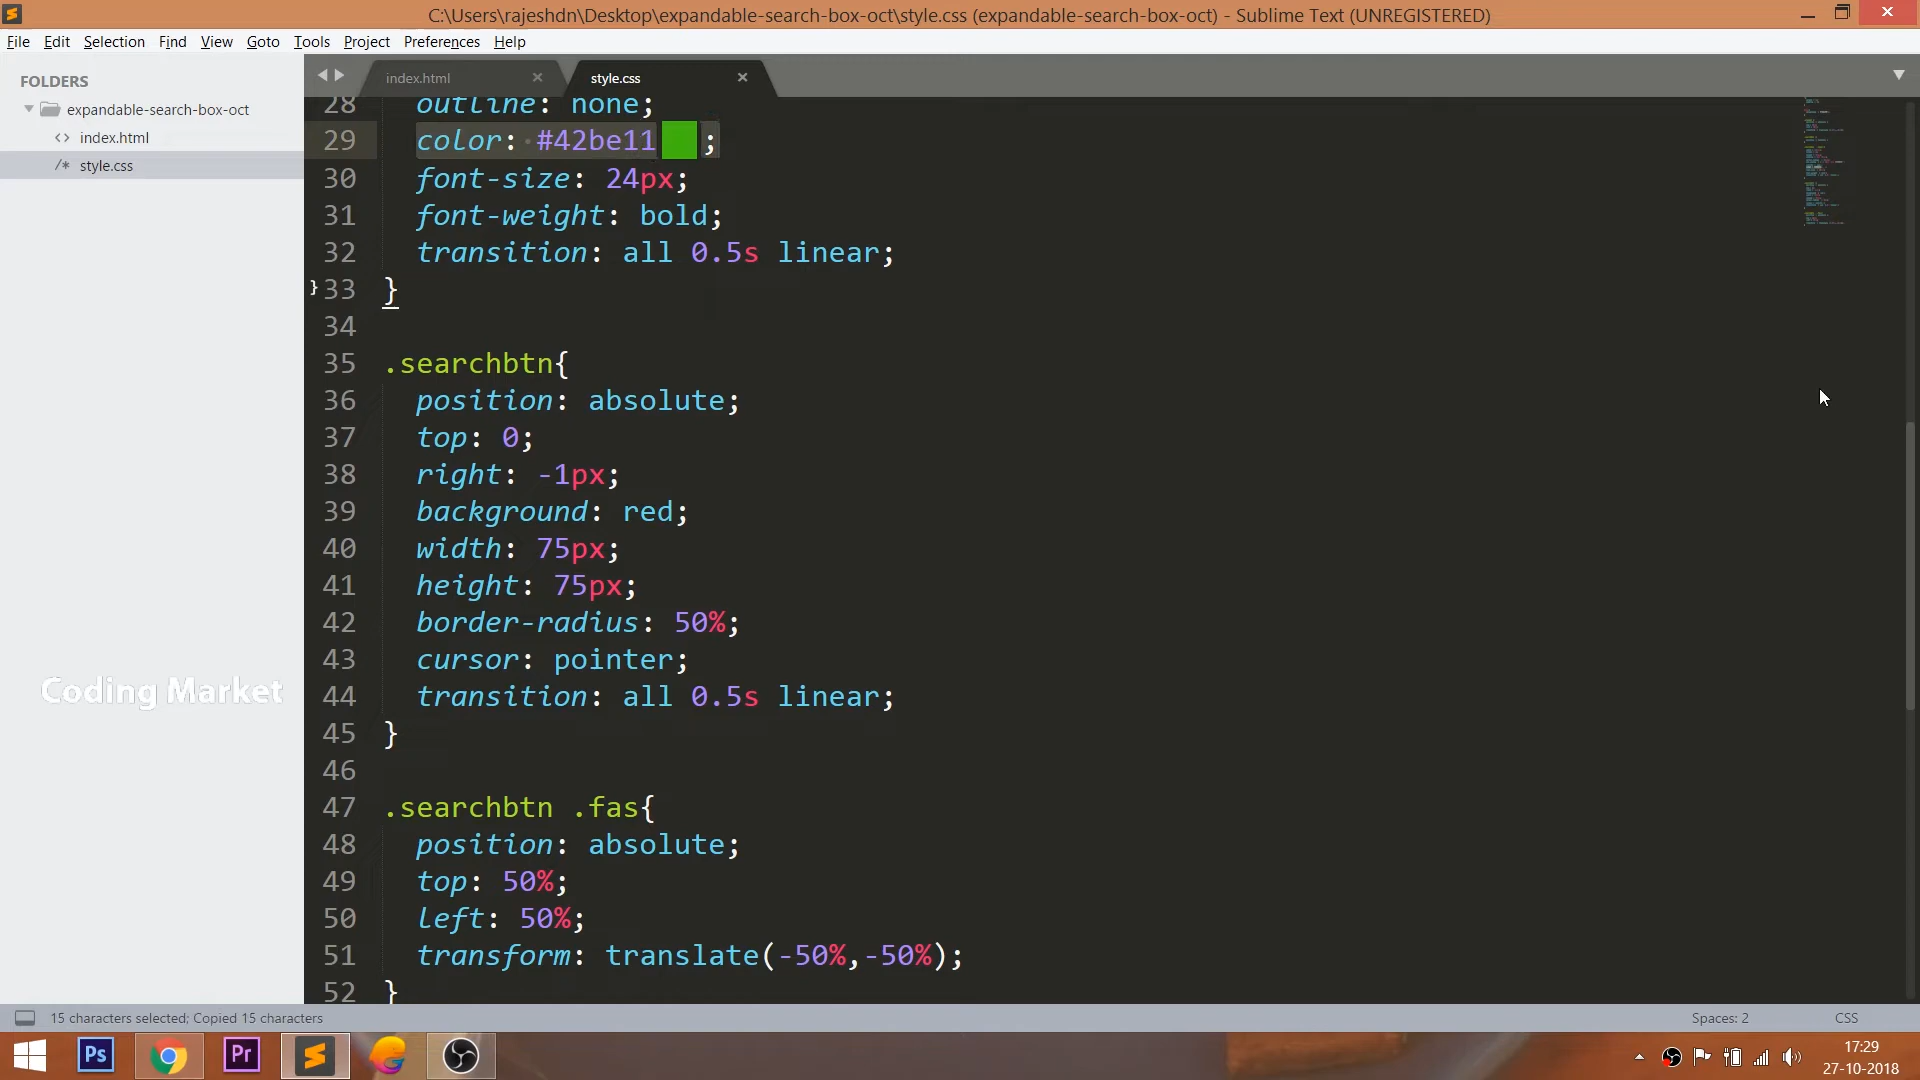 C:\Users\rajeshdn\Desktop\expandable-search-box-oct\style.css (expandable-search-box-oct) - Sublime Text (UNREGISTERED)
File Edit Selection Find View Goto Tools Project Preferences Help
FOLDERS
expandable-search-box-oct
<> index.html
/* style.css
index.html
style.css
28 outline: none;
29 color: #42be11 ;
30 font-size: 24px;
31 font-weight: bold;
32 transition: all 0.5s linear;
33 }
34
35 .searchbtn{
36 position: absolute;
37 top: 0;
38 right: -1px;
39 background: red;
40 width: 75px;
41 height: 75px;
42 border-radius: 50%;
43 cursor: pointer;
44 transition: all 0.5s linear;
45 }
46
47 .searchbtn .fas{
48 position: absolute;
49 top: 50%;
50 left: 50%;
51 transform: translate(-50%,-50%);
52 }
Coding Market
15 characters selected; Copied 15 characters
Spaces: 2
CSS
Ps
Pr
17:29
27-10-2018